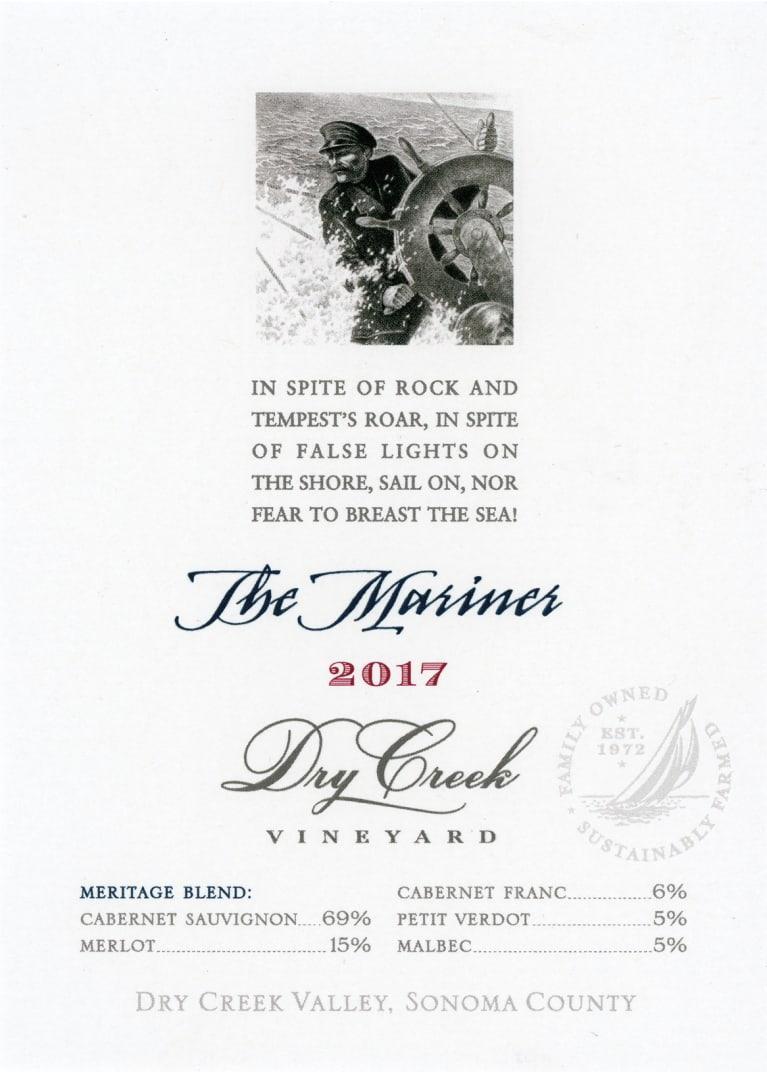 IN SPITE OF ROCK AND
TEMPEST'S ROAR, IN SPITE
OF FALSE LIGHTS ON
THE SHORE, SAIL ON, NOR
FEAR TO BREAST THE SEA!
The Mariner
2017
Dry Creek
VINEYARD
FAMILY OWNED
EST.
1972
SUSTAINABLY FARMED
MERITAGE BLEND:
CABERNET SAUVIGNON....69%
MERLOT..............................15%
CABERNET FRANC...............6%
PETIT VERDOT.....................5%
MALBEC................................5%
DRY CREEK VALLEY, SONOMA COUNTY